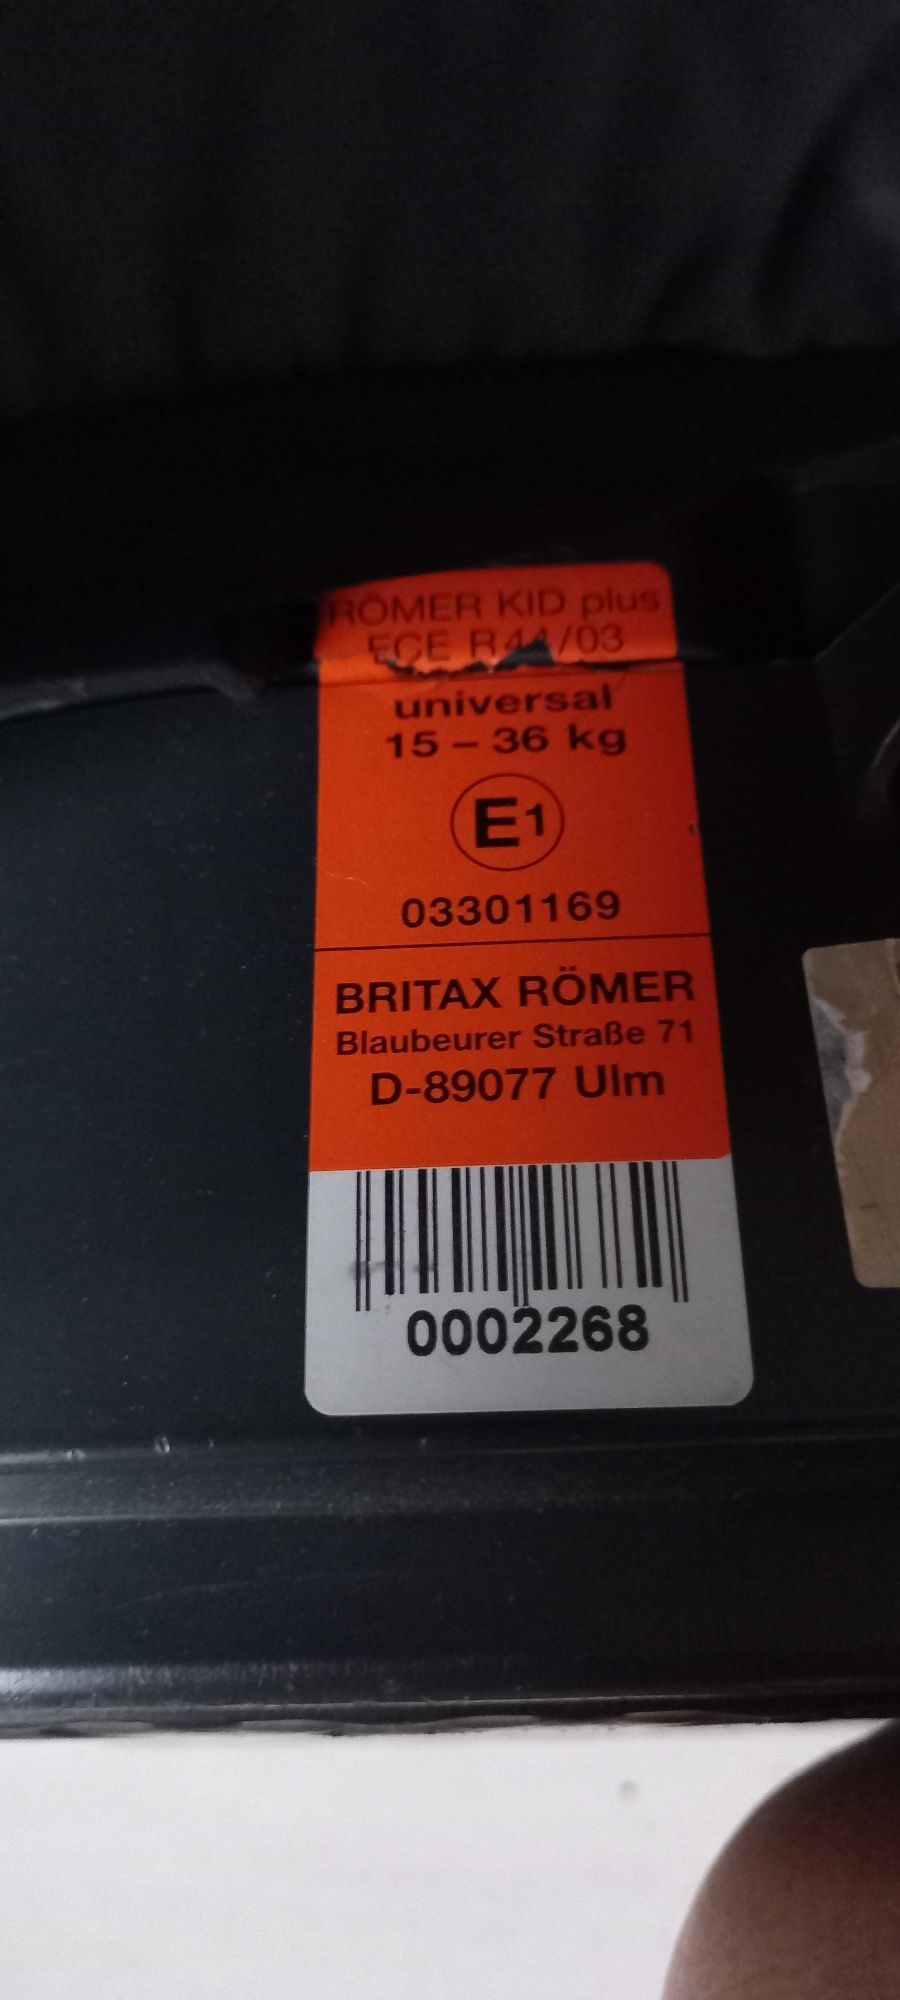 RÖMER KID plus
ECE R44/03
universal
15 – 36 kg
E1
03301169
BRITAX RÖMER
Blaubeurer Straße 71
D-89077 Ulm
0002268